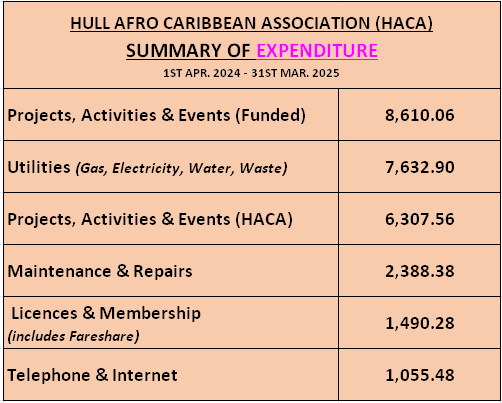 HULL AFRO CARIBBEAN ASSOCIATION (HACA)
SUMMARY OF EXPENDITURE
1ST APR. 2024 - 31ST MAR. 2025
Projects, Activities & Events (Funded) 8,610.06
Utilities (Gas, Electricity, Water, Waste) 7,632.90
Projects, Activities & Events (HACA) 6,307.56
Maintenance & Repairs 2,388.38
Licences & Membership 1,490.28
(includes Fareshare)
Telephone & Internet 1,055.48